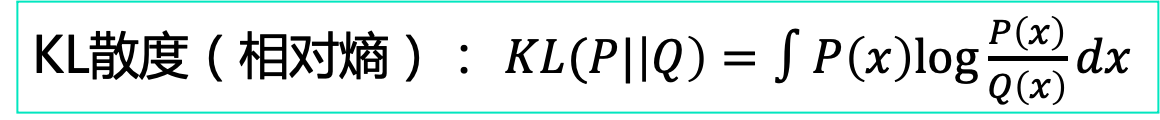 KL散度（相对熵）： KL(P||Q) = ∫ P(x)log P(x)/Q(x) dx